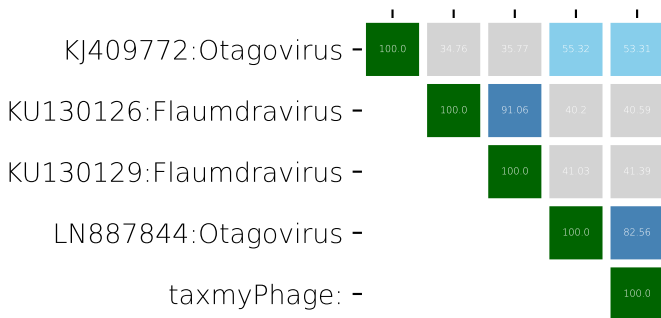 KJ409772:Otagovirus 100.0 34.76 35.77 55.32 53.31
KU130126:Flaumdravirus 100.0 91.06 40.2 40.59
KU130129:Flaumdravirus 100.0 41.03 41.39
LN887844:Otagovirus 100.0 82.56
taxmyPhage: 100.0